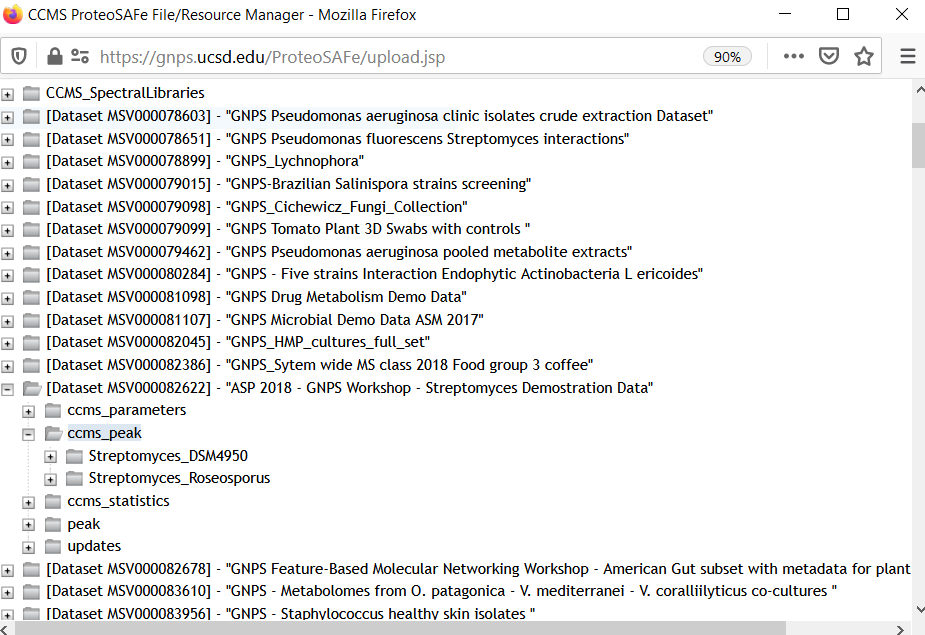 CCMS ProteoSAFe File/Resource Manager - Mozilla Firefox
https://gnps.ucsd.edu/ProteoSAFe/upload.jsp 90%
CCMS_SpectralLibraries
[Dataset MSV000078603] - "GNPS Pseudomonas aeruginosa clinic isolates crude extraction Dataset"
[Dataset MSV000078651] - "GNPS Pseudomonas fluorescens Streptomyces interactions"
[Dataset MSV000078899] - "GNPS_Lychnophora"
[Dataset MSV000079015] - "GNPS-Brazilian Salinispora strains screening"
[Dataset MSV000079098] - "GNPS_Cichewicz_Fungi_Collection"
[Dataset MSV000079099] - "GNPS Tomato Plant 3D Swabs with controls "
[Dataset MSV000079462] - "GNPS Pseudomonas aeruginosa pooled metabolite extracts"
[Dataset MSV000080284] - "GNPS - Five strains Interaction Endophytic Actinobacteria L ericoides"
[Dataset MSV000081098] - "GNPS Drug Metabolism Demo Data"
[Dataset MSV000081107] - "GNPS Microbial Demo Data ASM 2017"
[Dataset MSV000082045] - "GNPS_HMP_cultures_full_set"
[Dataset MSV000082386] - "GNPS_Sytem wide MS class 2018 Food group 3 coffee"
[Dataset MSV000082622] - "ASP 2018 - GNPS Workshop - Streptomyces Demostration Data"
ccms_parameters
ccms_peak
Streptomyces_DSM4950
Streptomyces_Roseosporus
ccms_statistics
peak
updates
[Dataset MSV000082678] - "GNPS Feature-Based Molecular Networking Workshop - American Gut subset with metadata for plant
[Dataset MSV000083610] - "GNPS - Metabolomes from O. patagonica - V. mediterranei - V. coralliilyticus co-cultures "
[Dataset MSV000083956] - "GNPS - Staphylococcus healthy skin isolates "